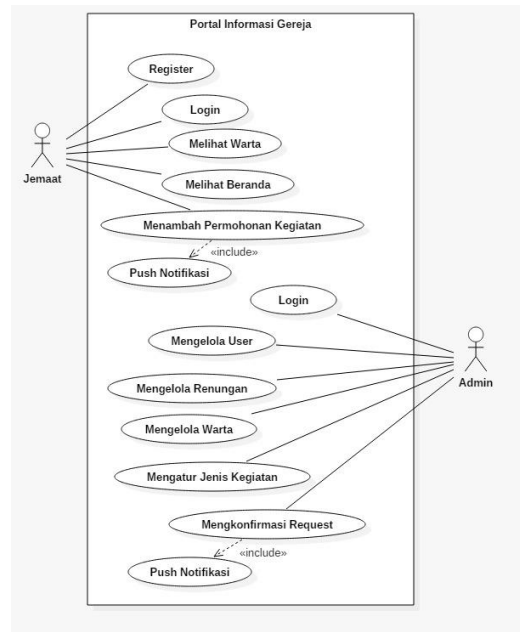 Portal Informasi Gereja
Register
Login
Melihat Warta
Jemaat
Melihat Beranda
Menambah Permohonan Kegiatan
«include»
Push Notifikasi
Login
Mengelola User
Admin
Mengelola Renungan
Mengelola Warta
Mengatur Jenis Kegiatan
Mengkonfirmasi Request
«include»
Push Notifikasi